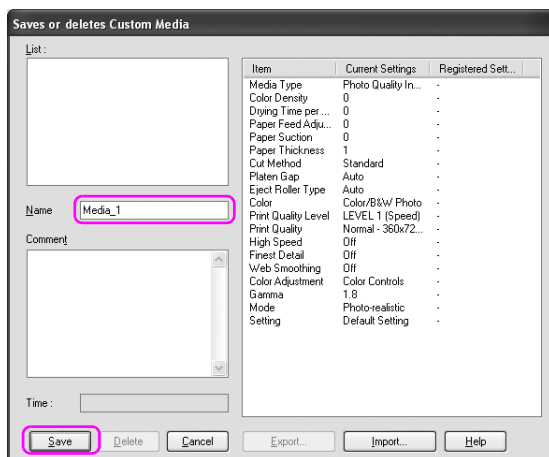 Saves or deletes Custom Media
List :
Name Media_1
Comment
Time :
Item Current Settings Registered Sett...
Media Type Photo Quality In... -
Color Density 0 -
Drying Time per ... 0 -
Paper Feed Adju... 0 -
Paper Suction 0 -
Paper Thickness 1 -
Cut Method Standard -
Platen Gap Auto -
Eject Roller Type Auto -
Color Color/B&W Photo -
Print Quality Level LEVEL 1 (Speed) -
Print Quality Normal - 360x72... -
High Speed Off -
Finest Detail Off -
Web Smoothing Off -
Color Adjustment Color Controls -
Gamma 1.8 -
Mode Photo-realistic -
Setting Default Setting -
Save Delete Cancel Export... Import... Help